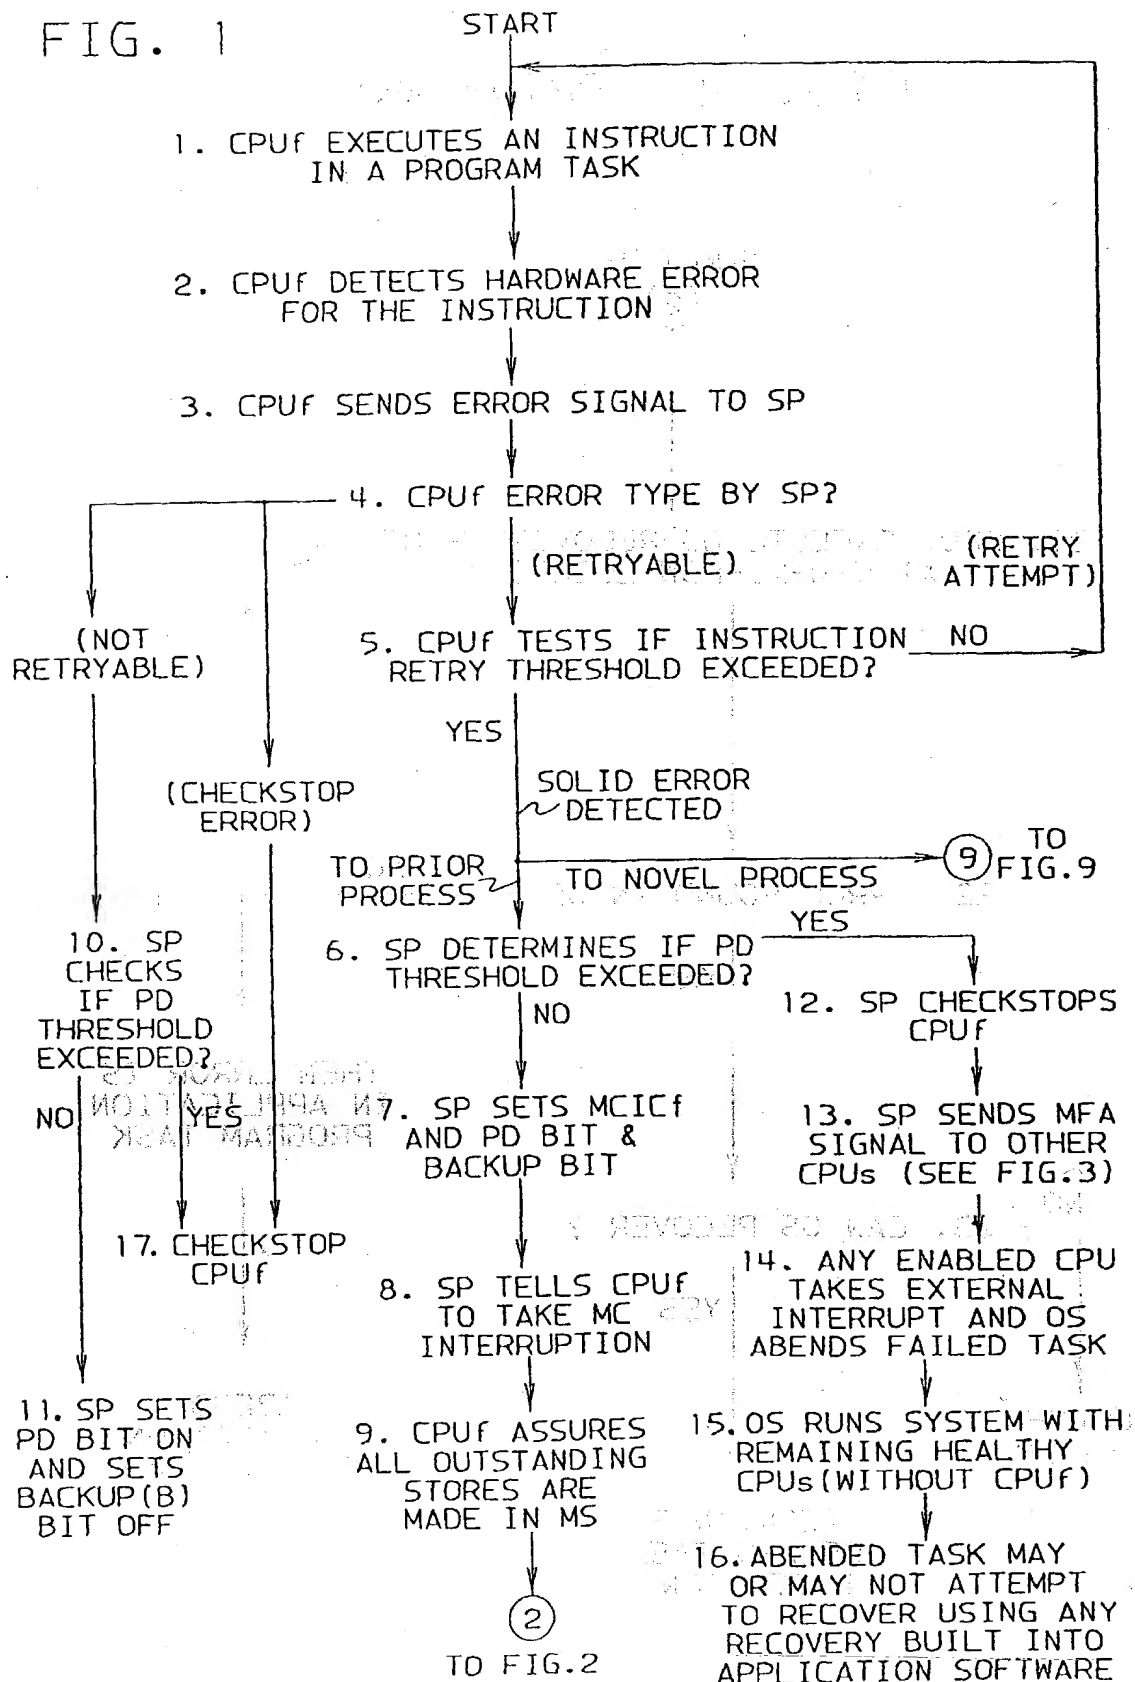 FIG. 1
START
1. CPUf EXECUTES AN INSTRUCTION
IN A PROGRAM TASK
2. CPUf DETECTS HARDWARE ERROR
FOR THE INSTRUCTION
3. CPUf SENDS ERROR SIGNAL TO SP
4. CPUf ERROR TYPE BY SP?
(RETRYABLE)
(RETRY
ATTEMPT)
(NOT
RETRYABLE)
5. CPUf TESTS IF INSTRUCTION
RETRY THRESHOLD EXCEEDED?
NO
YES
(CHECKSTOP
ERROR)
SOLID ERROR
DETECTED
TO PRIOR
PROCESS
TO NOVEL PROCESS
9
TO
FIG.9
10. SP
CHECKS
IF PD
THRESHOLD
EXCEEDED?
NO
YES
6. SP DETERMINES IF PD
THRESHOLD EXCEEDED?
YES
NO
12. SP CHECKSTOPS
CPUf
7. SP SETS MCICf
AND PD BIT &
BACKUP BIT
13. SP SENDS MFA
SIGNAL TO OTHER
CPUs (SEE FIG.3)
17. CHECKSTOP
CPUf
8. SP TELLS CPUf
TO TAKE MC
INTERRUPTION
14. ANY ENABLED CPU
TAKES EXTERNAL
INTERRUPT AND OS
ABENDS FAILED TASK
11. SP SETS
PD BIT ON
AND SETS
BACKUP(B)
BIT OFF
9. CPUf ASSURES
ALL OUTSTANDING
STORES ARE
MADE IN MS
15. OS RUNS SYSTEM WITH
REMAINING HEALTHY
CPUs(WITHOUT CPUf)
2
TO FIG.2
16. ABENDED TASK MAY
OR MAY NOT ATTEMPT
TO RECOVER USING ANY
RECOVERY BUILT INTO
APPLICATION SOFTWARE